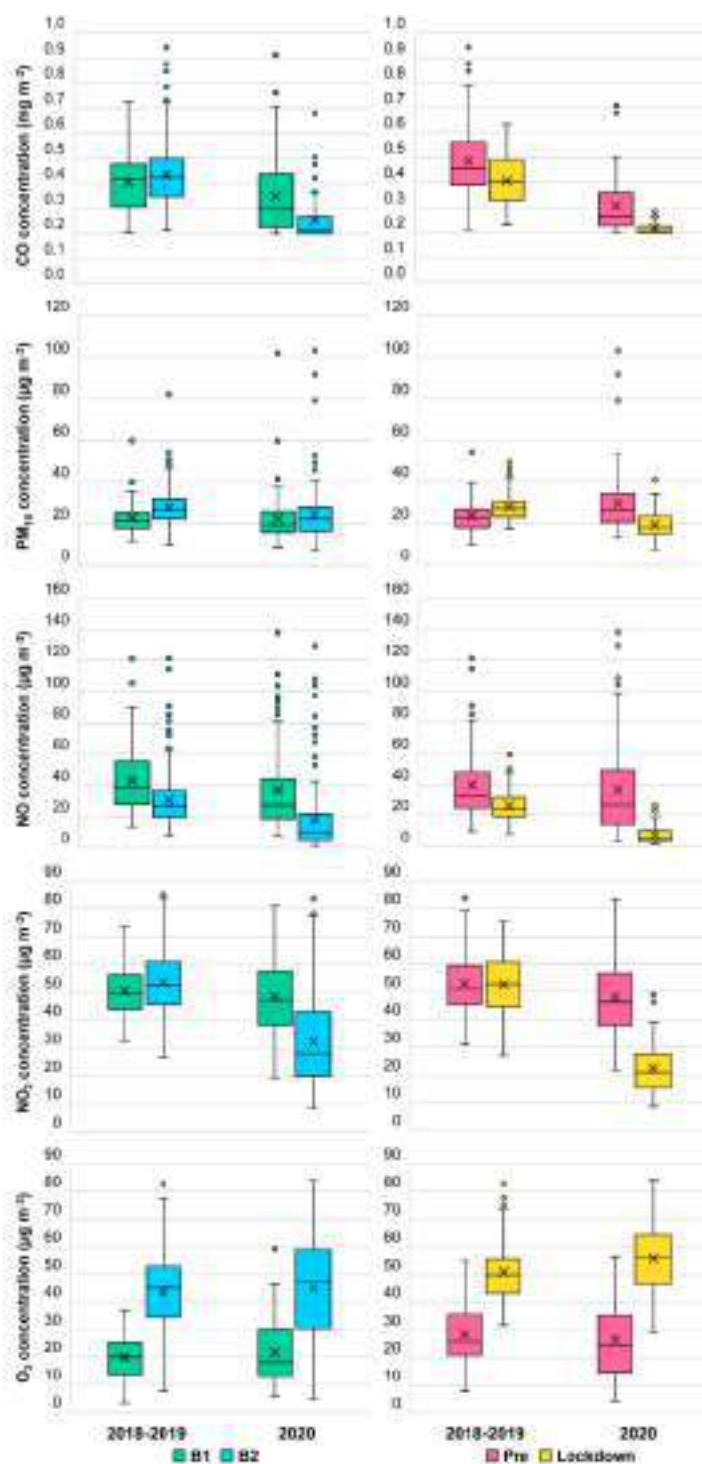 CO concentration (mg m⁻²)
1.0 0.9 0.8 0.7 0.6 0.5 0.4 0.3 0.2 0.1 0.0
1.0 0.9 0.8 0.7 0.6 0.5 0.4 0.3 0.2 0.1 0.0
PM₁₀ concentration (µg m⁻³)
120 100 80 60 40 20 0
120 100 80 60 40 20 0
NO concentration (µg m⁻³)
160 140 120 100 80 60 40 20 0
160 140 120 100 80 60 40 20 0
NO₂ concentration (µg m⁻³)
90 80 70 60 50 40 30 20 10 0
90 80 70 60 50 40 30 20 10 0
O₃ concentration (µg m⁻³)
90 80 70 60 50 40 30 20 10 0
90 80 70 60 50 40 30 20 10 0
2018-2019 2020 2018-2019 2020
B1 B2 Pre Lockdown